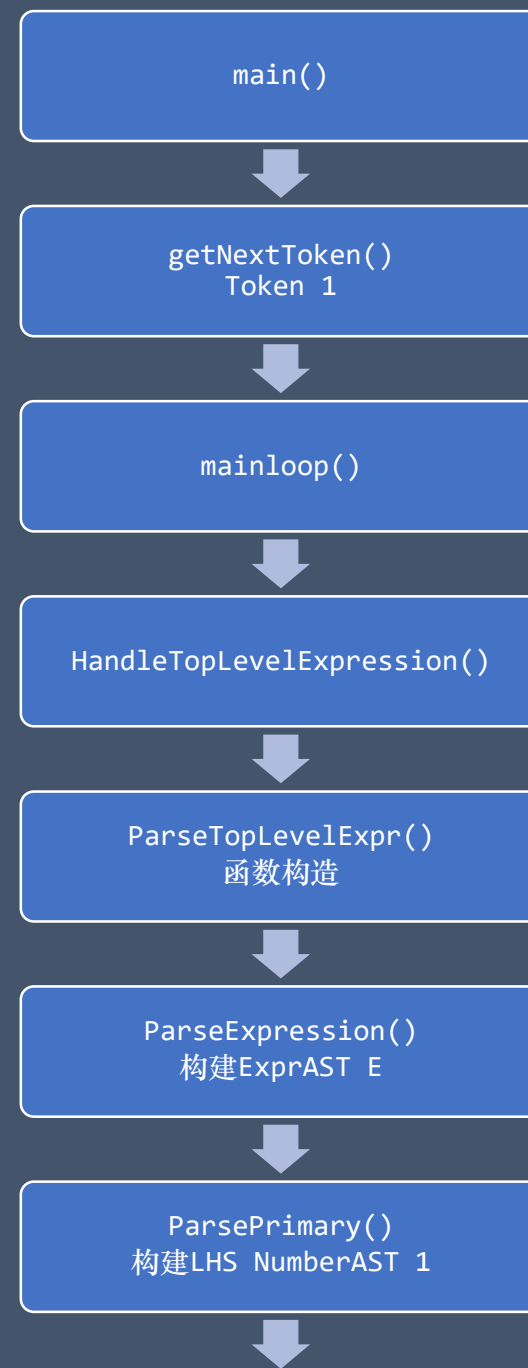 main()
getNextToken()
Token 1
mainloop()
HandleTopLevelExpression()
ParseTopLevelExpr()
函数构造
ParseExpression()
构建ExprAST E
ParsePrimary()
构建LHS NumberAST 1